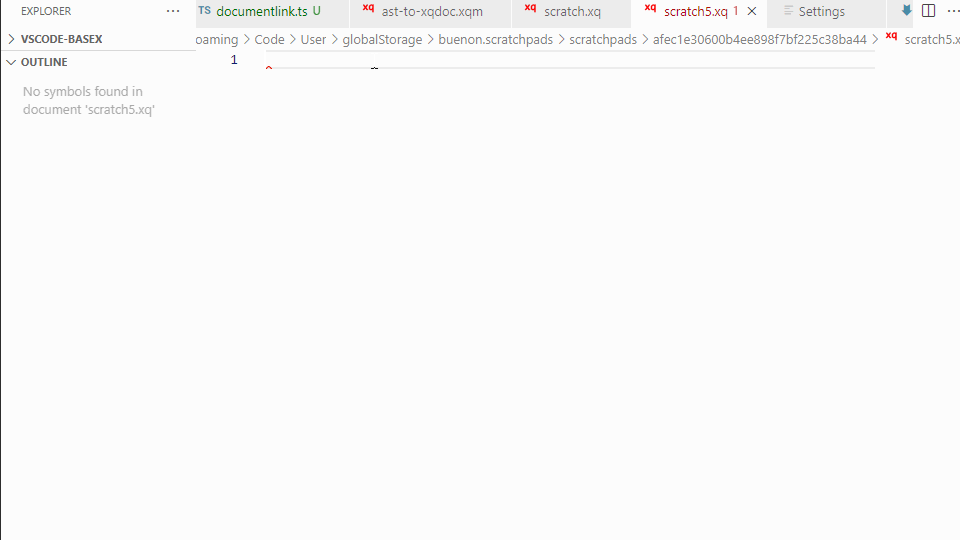 EXPLORER ···
TS documentlink.ts U
xq ast-to-xqdoc.xqm
xq scratch.xq
xq scratch5.xq 1
Settings
VSCODE-BASEX
oaming > Code > User > globalStorage > buenon.scratchpads > scratchpads > afec1e30600b4ee898f7bf225c38ba44 > xq scratch5.x
OUTLINE
1
No symbols found in
document 'scratch5.xq'